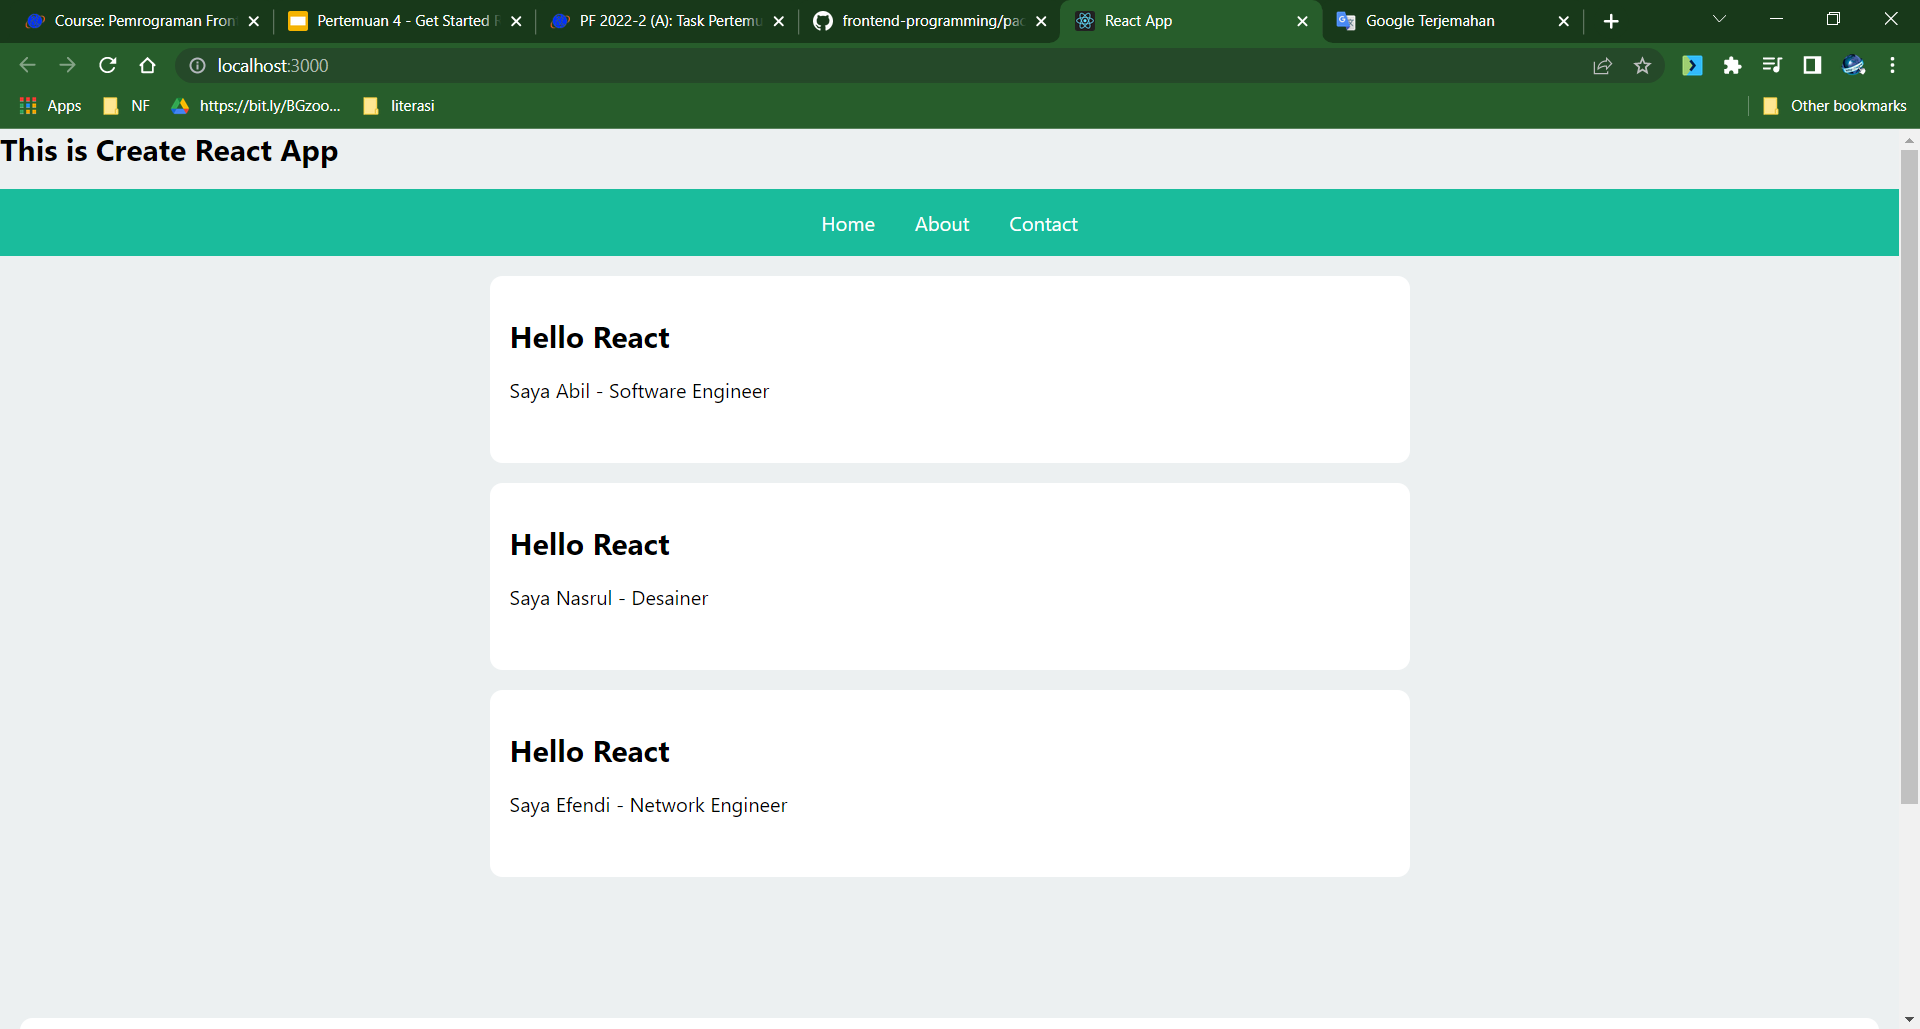 Course: Pemrograman Fron
Pertemuan 4 - Get Started R
PF 2022-2 (A): Task Pertemu
frontend-programming/pac
React App
Google Terjemahan
localhost:3000
Apps
NF
https://bit.ly/BGzoo...
literasi
Other bookmarks
This is Create React App
Home About Contact
Hello React
Saya Abil - Software Engineer
Hello React
Saya Nasrul - Desainer
Hello React
Saya Efendi - Network Engineer